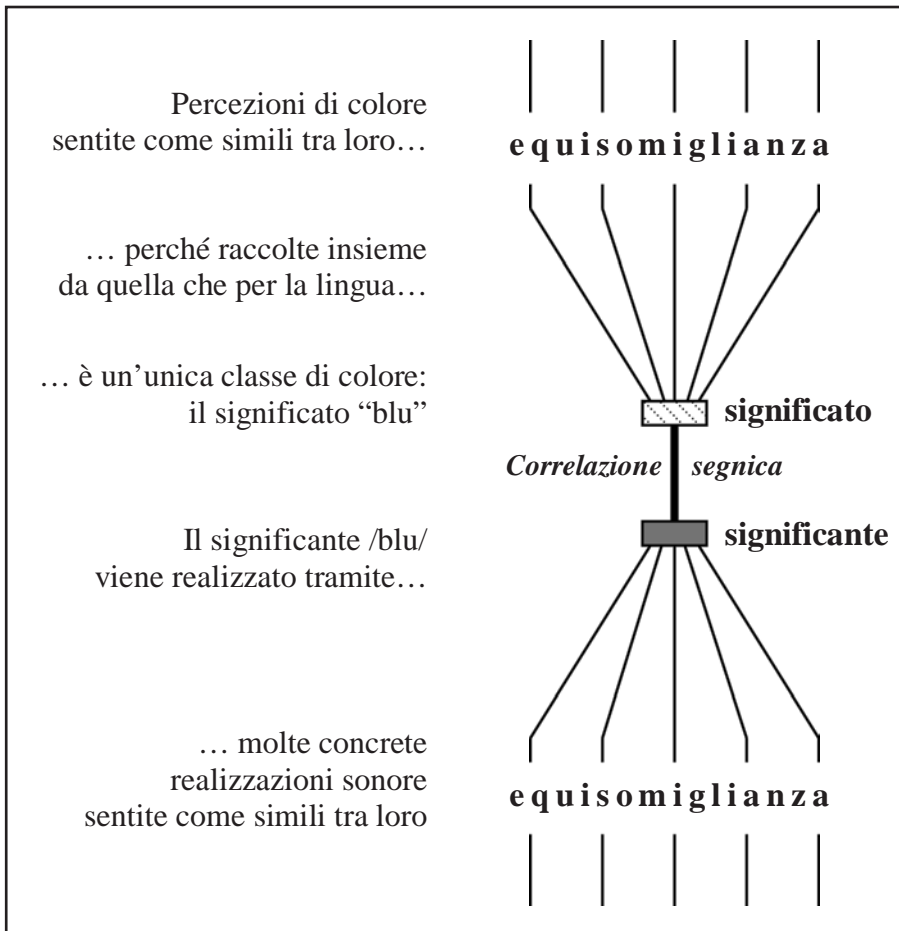 Percezioni di colore
sentite come simili tra loro…
equisomiglianza
… perché raccolte insieme
da quella che per la lingua…
… è un’unica classe di colore:
il significato “blu”
significato
Correlazione segnica
significante
Il significante /blu/
viene realizzato tramite…
… molte concrete
realizzazioni sonore
sentite come simili tra loro
equisomiglianza